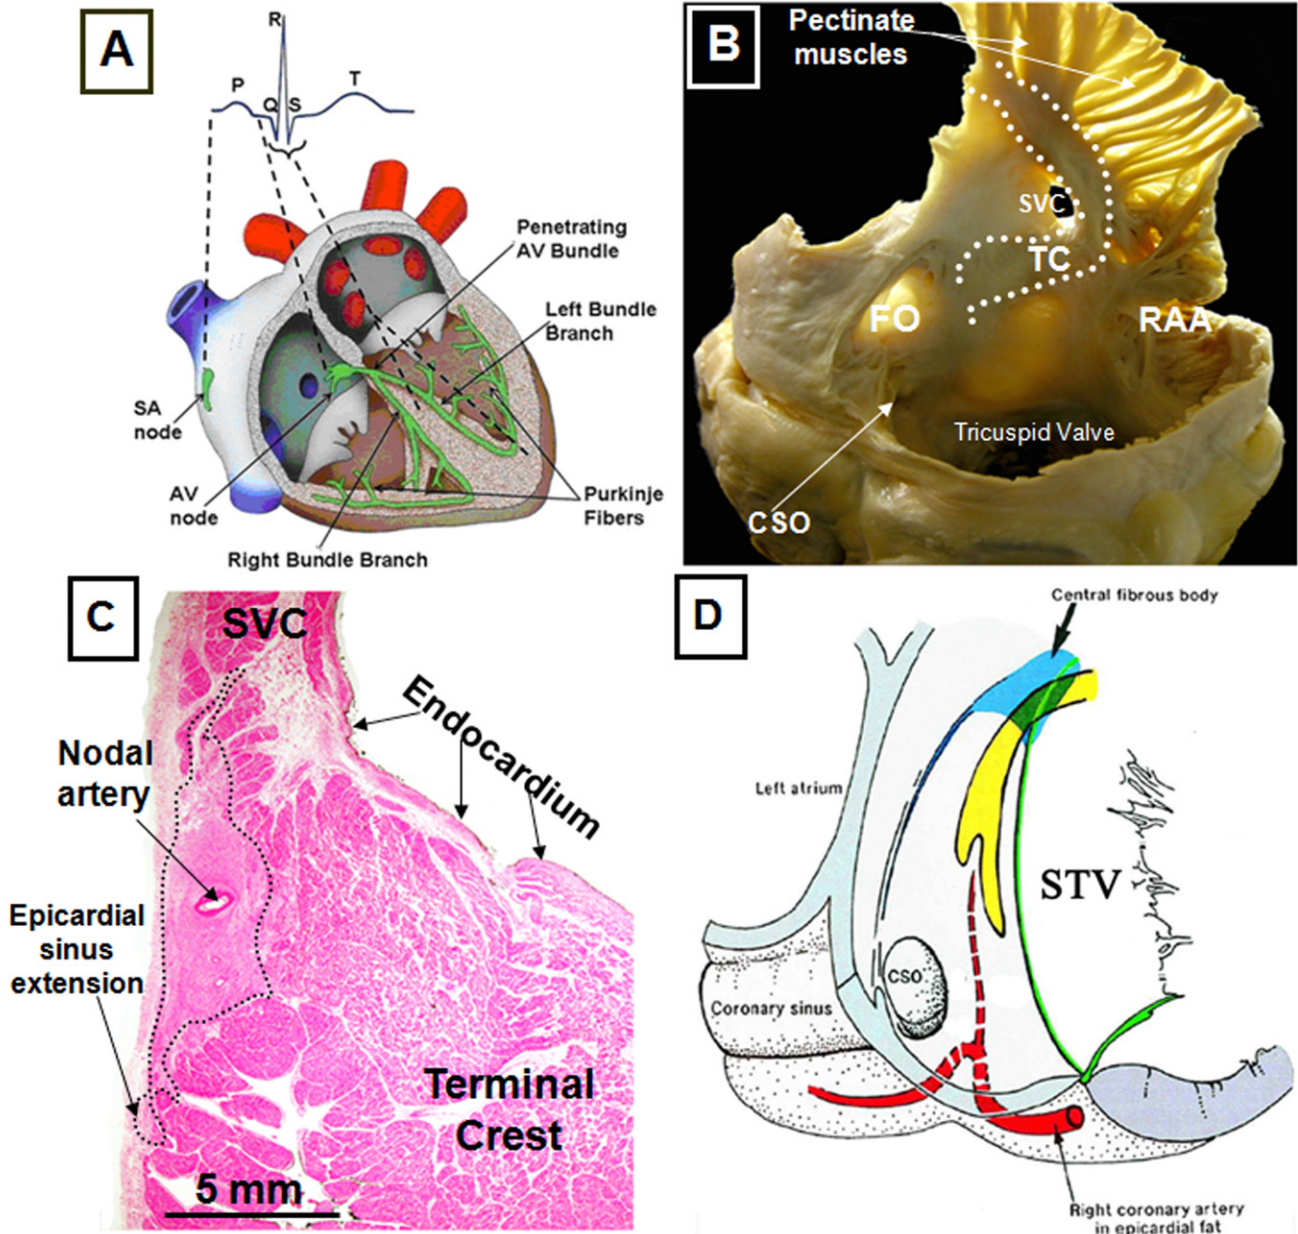 A
R
P
T
Q
S
Penetrating
AV Bundle
Left Bundle
Branch
SA
node
AV
node
Purkinje
Fibers
Right Bundle Branch
B
Pectinate
muscles
SVC
TC
FO
RAA
Tricuspid Valve
CSO
C
SVC
Endocardium
Nodal
artery
Epicardial
sinus
extension
Terminal
Crest
5 mm
D
Central fibrous body
Left atrium
STV
CSO
Coronary sinus
Right coronary artery
in epicardial fat